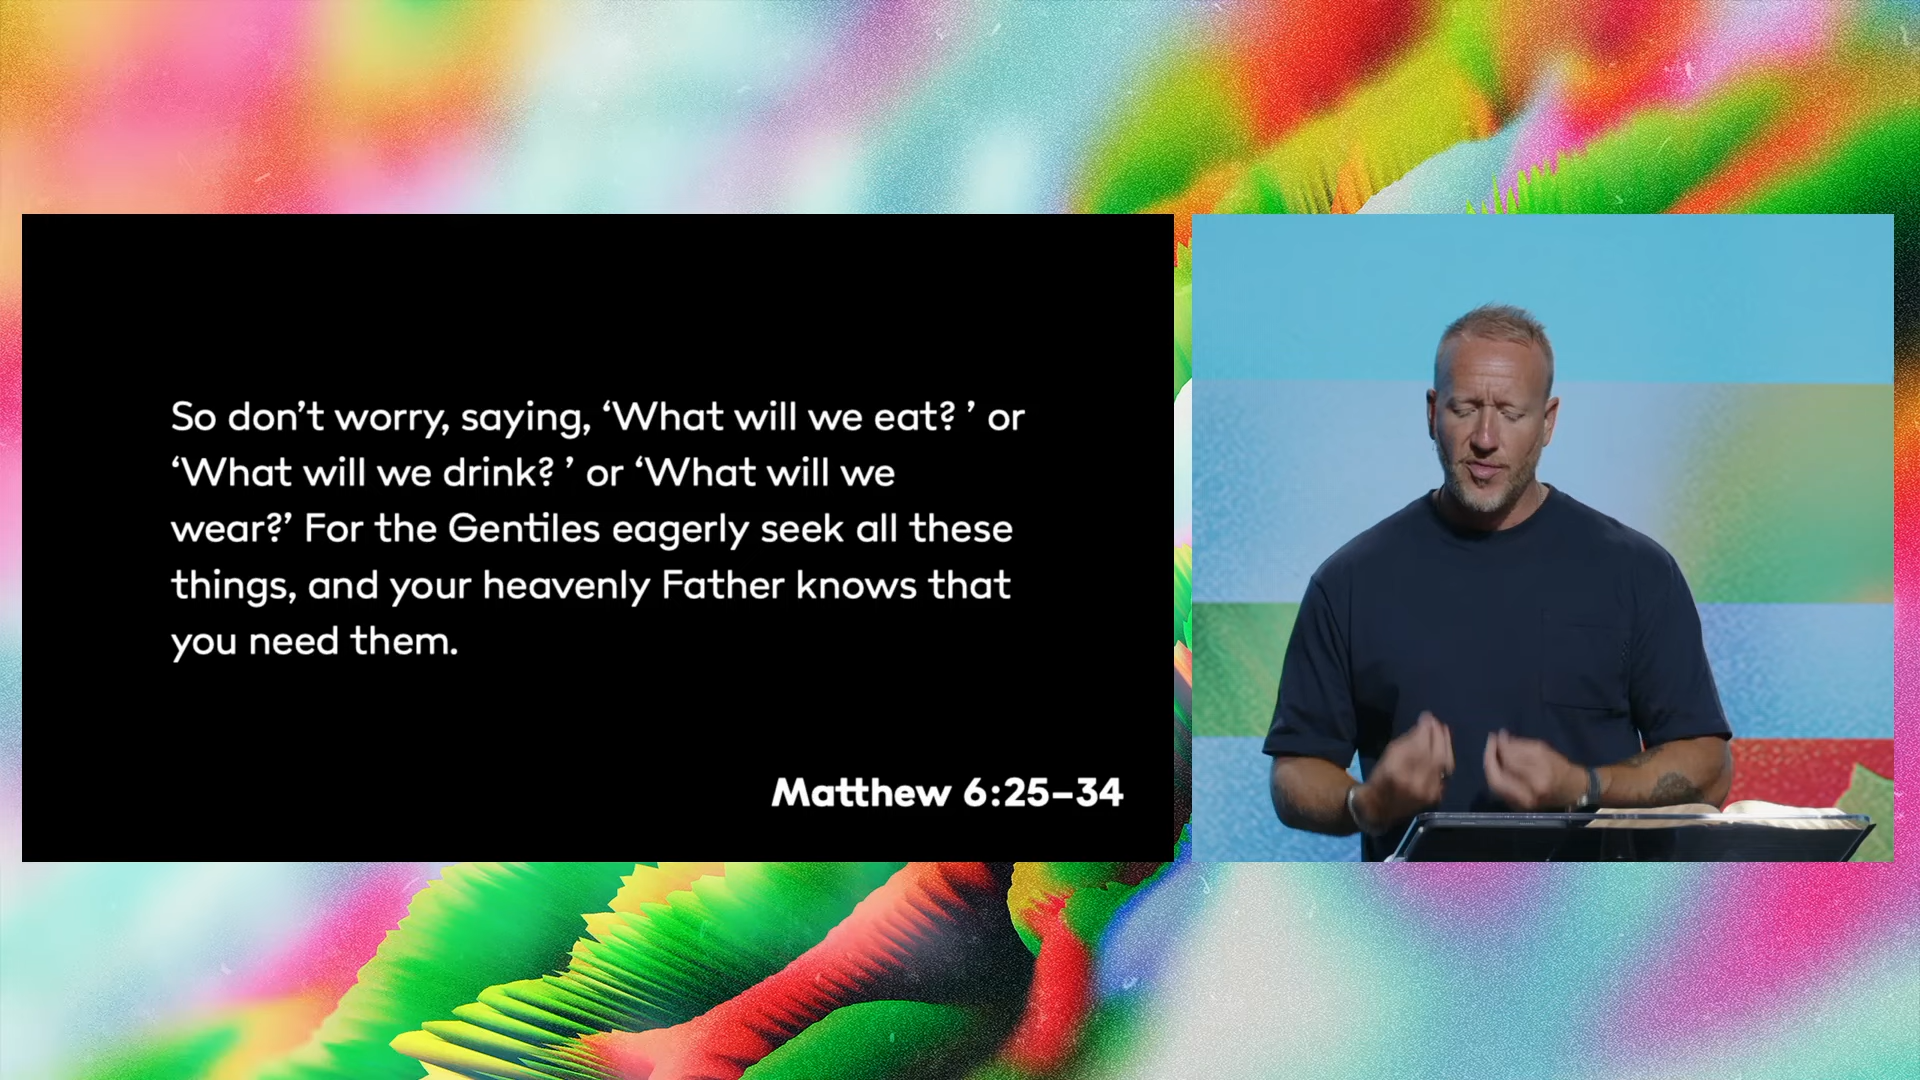 So don’t worry, saying, ‘What will we eat? ’ or
‘What will we drink? ’ or ‘What will we
wear?’ For the Gentiles eagerly seek all these
things, and your heavenly Father knows that
you need them.
Matthew 6:25–34